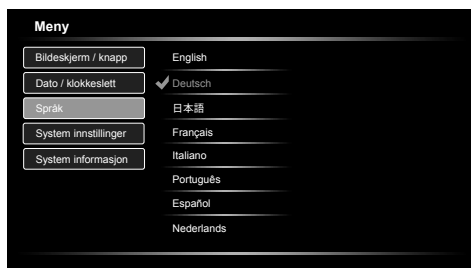 Meny
Bildeskjerm / knapp
Dato / klokkeslett
Språk
System innstillinger
System informasjon
English
Deutsch
日本語
Français
Italiano
Português
Español
Nederlands